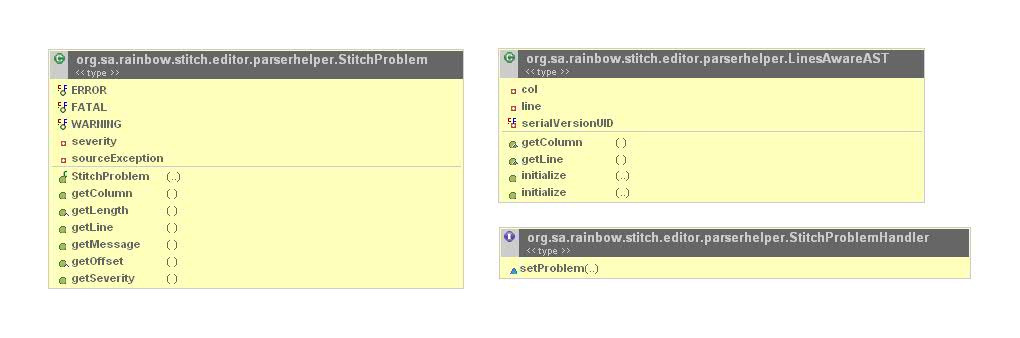 C org.sa.rainbow.stitch.editor.parserhelper.StitchProblem
<< type >>
S F ERROR
S F FATAL
S F WARNING
severity
sourceException
C StitchProblem (..)
getColumn ( )
getLength ( )
getLine ( )
getMessage ( )
getOffset ( )
getSeverity ( )
C org.sa.rainbow.stitch.editor.parserhelper.LinesAwareAST
<< type >>
col
line
S F serialVersionUID
getColumn ( )
getLine ( )
initialize (..)
initialize (..)
I org.sa.rainbow.stitch.editor.parserhelper.StitchProblemHandler
<< type >>
setProblem(..)